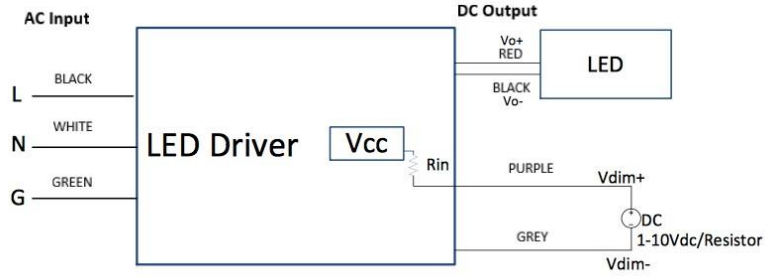 AC Input
DC Output
Vo+
RED
LED
BLACK
Vo-
BLACK
L
WHITE
N
GREEN
G
LED Driver
Vcc
Rin
PURPLE
Vdim+
DC
1-10Vdc/Resistor
GREY
Vdim-